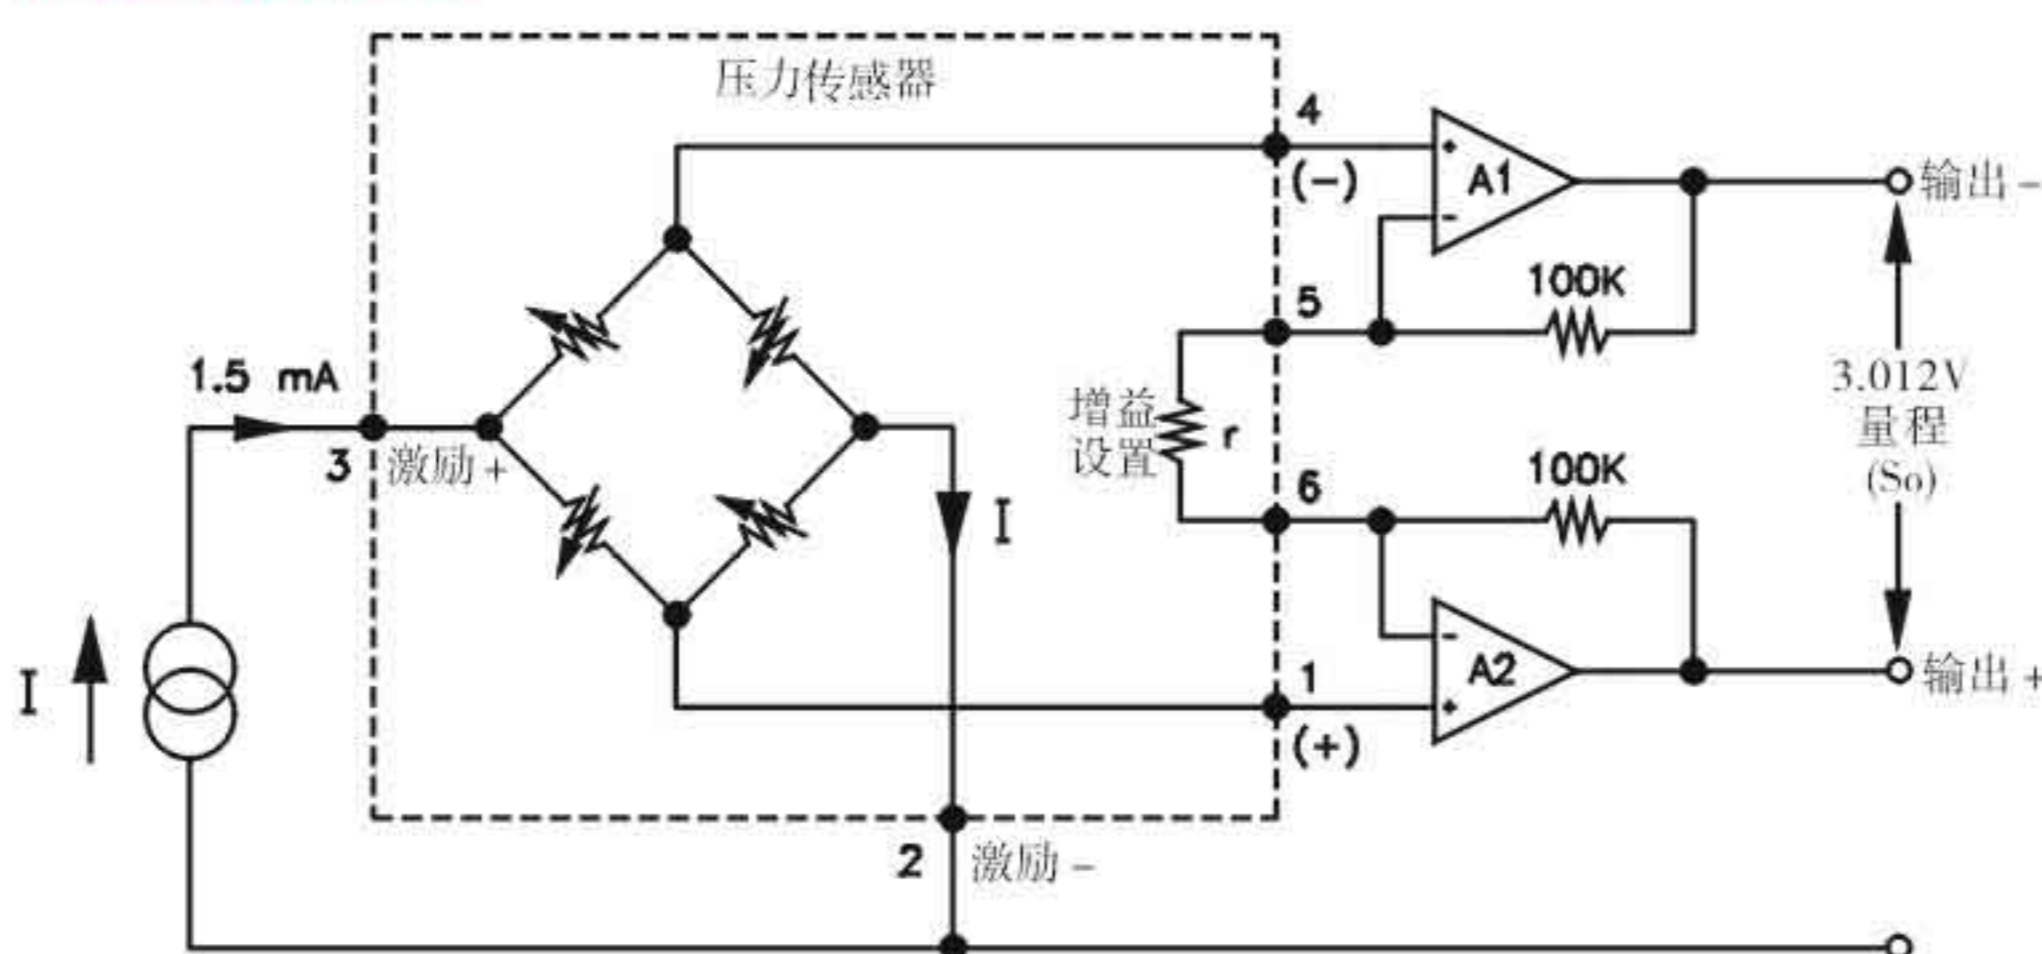 压力传感器
4
(-)
A1
输出 -
100K
5
1.5 mA
3
激励 +
增益
设置
r
3.012V
量程
(So)
I
6
100K
A2
输出 +
1
(+)
I
2
激励 -